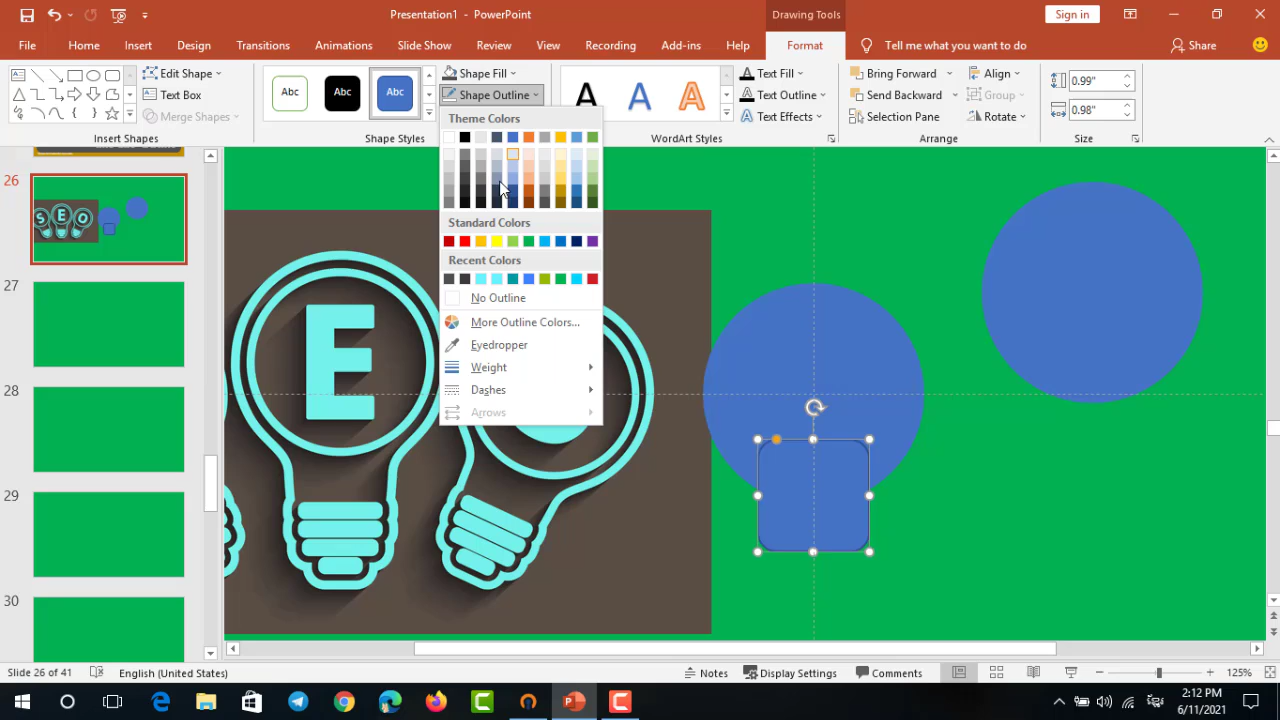 Presentation1 - PowerPoint
Drawing Tools
Sign in
File Home Insert Design Transitions Animations Slide Show Review View Recording Add-ins Help Format Tell me what you want to do Share
Edit Shape
Text Box
Merge Shapes
Insert Shapes
Abc Abc Abc
Shape Styles
Shape Fill
Shape Outline
Theme Colors
Standard Colors
Recent Colors
No Outline
More Outline Colors...
Eyedropper
Weight
Dashes
Arrows
A A A
WordArt Styles
Text Fill
Text Outline
Text Effects
Bring Forward
Send Backward
Selection Pane
Align
Group
Rotate
Arrange
0.99"
0.98"
Size
26
S E O
27
28
29
30
E
Slide 26 of 41 English (United States) Notes Display Settings Comments 125%
2:12 PM
6/11/2021